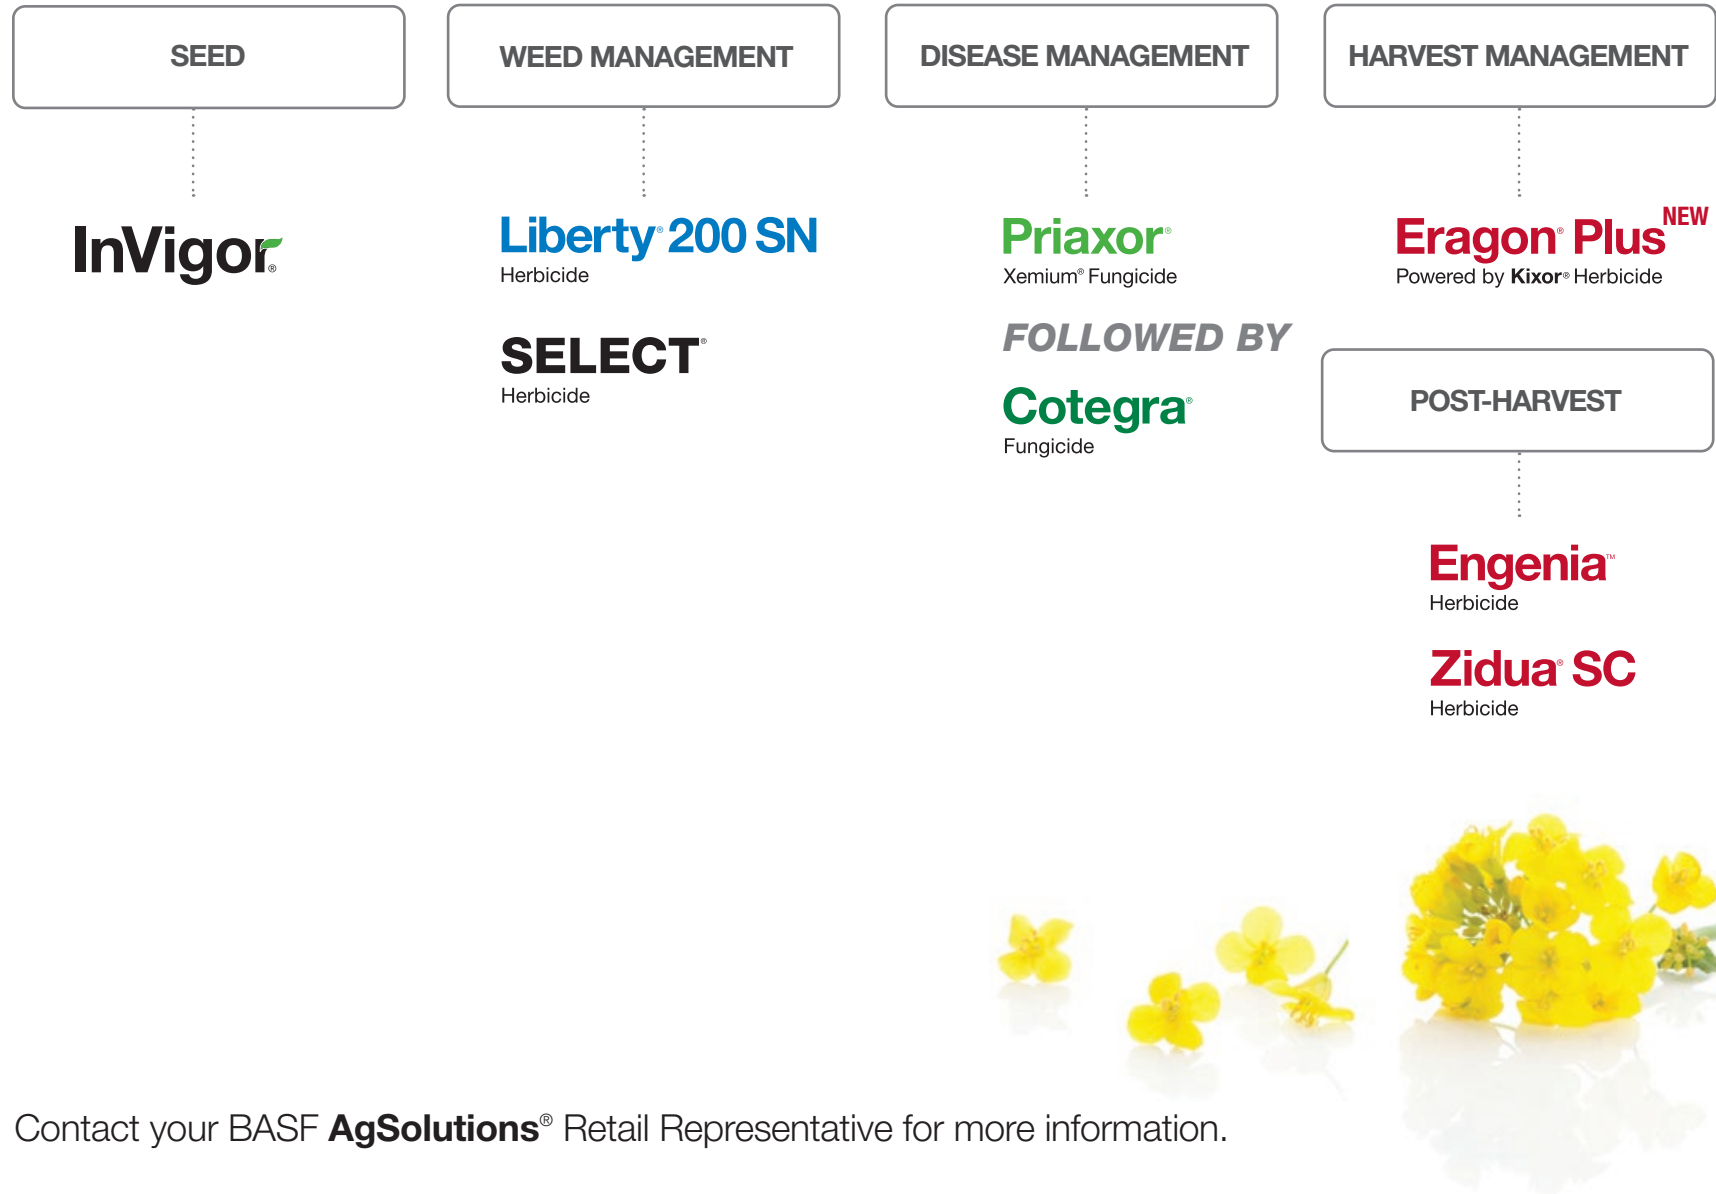 SEED
InVigor®
WEED MANAGEMENT
Liberty® 200 SN
Herbicide
SELECT®
Herbicide
DISEASE MANAGEMENT
Priaxor®
Xemium® Fungicide
FOLLOWED BY
Cotegra®
Fungicide
HARVEST MANAGEMENT
Eragon® Plus NEW
Powered by Kixor® Herbicide
POST-HARVEST
Engenia™
Herbicide
Zidua® SC
Herbicide
Contact your BASF AgSolutions® Retail Representative for more information.